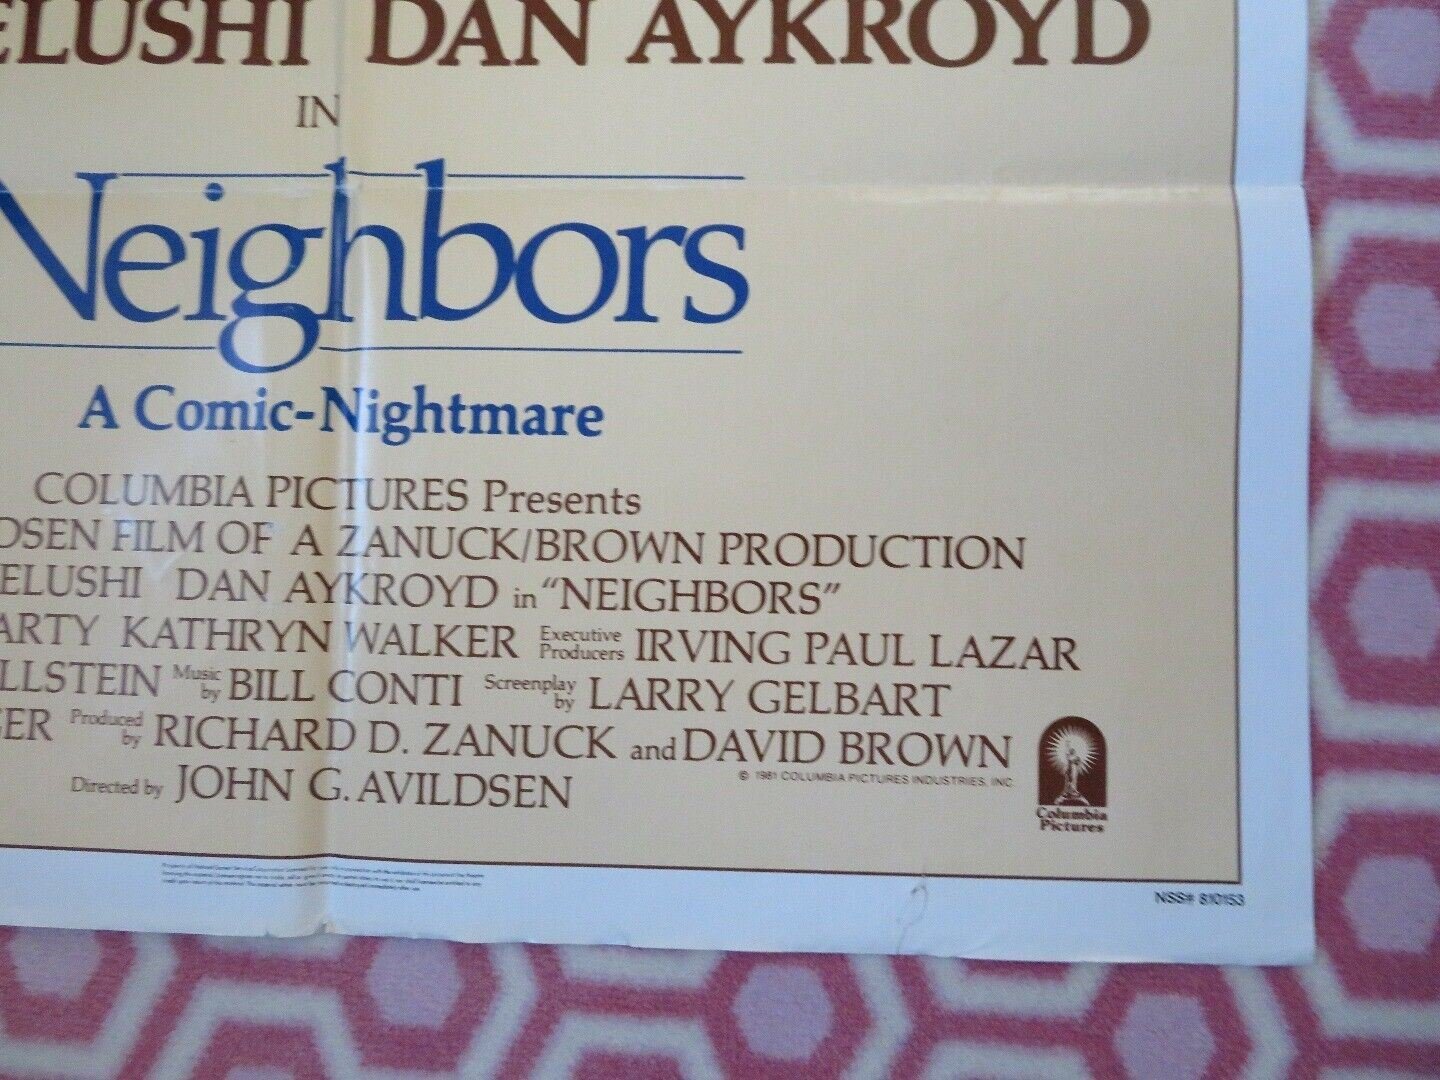 ELUSHI DAN AYKROYD
IN
Neighbors
A Comic-Nightmare
COLUMBIA PICTURES Presents
DSEN FILM OF A ZANUCK/BROWN PRODUCTION
ELUSHI DAN AYKROYD in "NEIGHBORS"
ARTY KATHRYN WALKER Executive Producers IRVING PAUL LAZAR
LLSTEIN Music by BILL CONTI Screenplay by LARRY GELBART
GER Produced by RICHARD D. ZANUCK and DAVID BROWN
© 1981 COLUMBIA PICTURES INDUSTRIES, INC
Directed by JOHN G. AVILDSEN
Columbia
Pictures
NSS# 810153